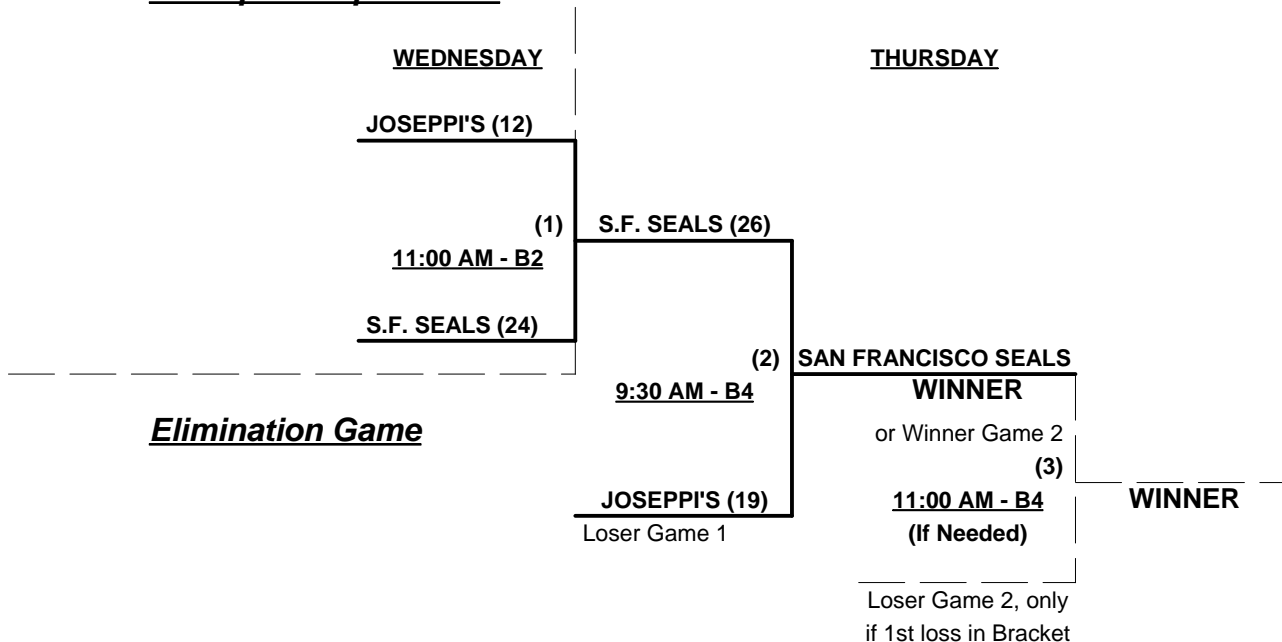 WEDNESDAY THURSDAY
JOSEPPI'S (12)
(1) S.F. SEALS (26)
11:00 AM - B2
S.F. SEALS (24)
(2) SAN FRANCISCO SEALS
9:30 AM - B4 WINNER
Elimination Game
or Winner Game 2
(3)
JOSEPPI'S (19) 11:00 AM - B4 WINNER
Loser Game 1 (If Needed)
Loser Game 2, only
if 1st loss in Bracket